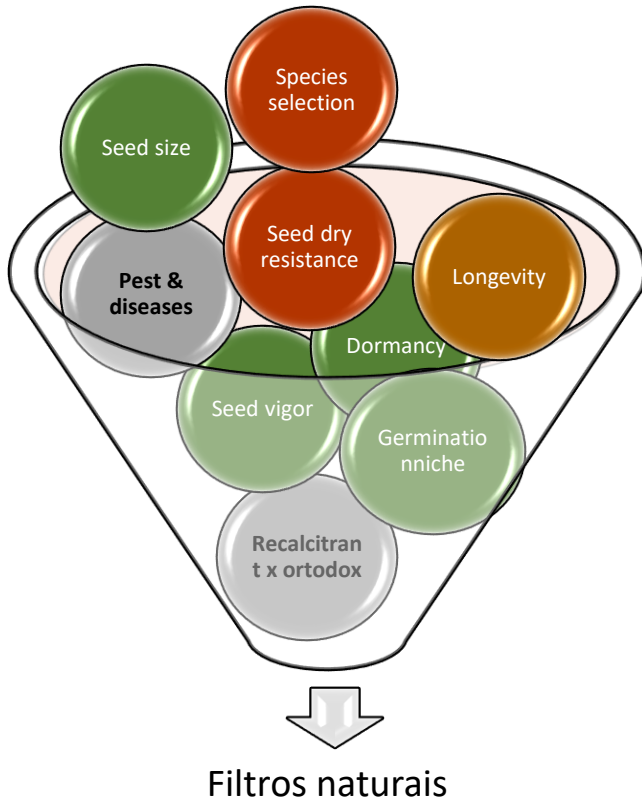 Species
selection
Seed size
Seed dry
resistance
Longevity
Pest &
diseases
Dormancy
Seed vigor
Germinatio
nniche
Recalcitran
t x ortodox
Filtros naturais